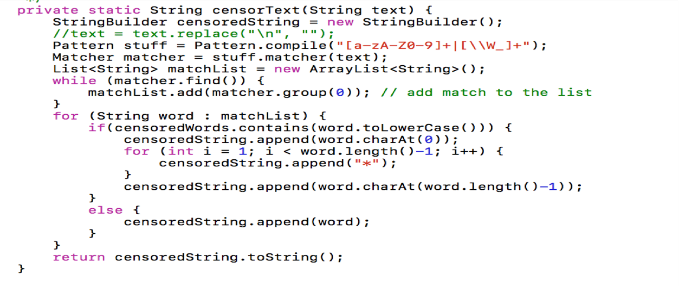 private static String censorText(String text) {
    StringBuilder censoredString = new StringBuilder();
    //text = text.replace("\n", "");
    Pattern stuff = Pattern.compile("[a-zA-Z0-9]+|[\\W_]+");
    Matcher matcher = stuff.matcher(text);
    List<String> matchList = new ArrayList<String>();
    while (matcher.find()) {
        matchList.add(matcher.group(0)); // add match to the list
    }
    for (String word : matchList) {
        if(censoredWords.contains(word.toLowerCase())) {
            censoredString.append(word.charAt(0));
            for (int i = 1; i < word.length()-1; i++) {
                censoredString.append("*");
            }
            censoredString.append(word.charAt(word.length()-1));
        }
        else {
            censoredString.append(word);
        }
    }
    return censoredString.toString();
}